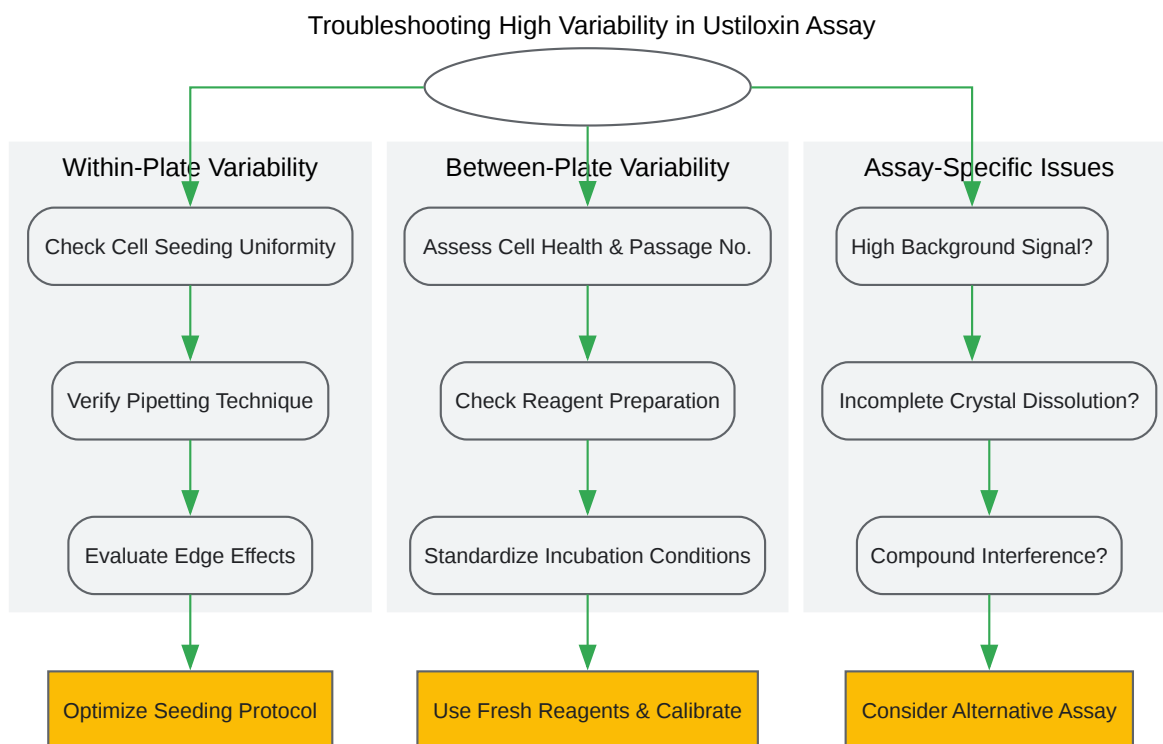 Troubleshooting High Variability in Ustiloxin Assay
Within-Plate Variability
Check Cell Seeding Uniformity
Verify Pipetting Technique
Evaluate Edge Effects
Optimize Seeding Protocol
Between-Plate Variability
Assess Cell Health & Passage No.
Check Reagent Preparation
Standardize Incubation Conditions
Use Fresh Reagents & Calibrate
Assay-Specific Issues
High Background Signal?
Incomplete Crystal Dissolution?
Compound Interference?
Consider Alternative Assay